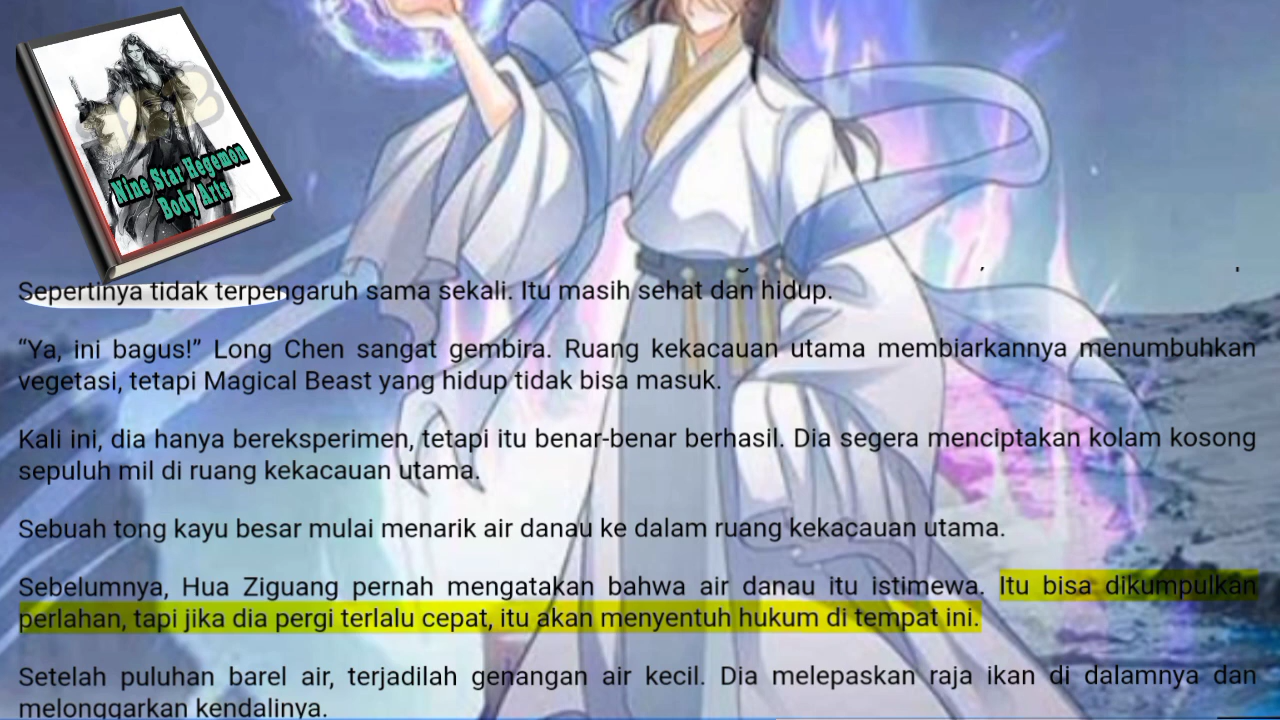 Nine Star Hegemon
Body Arts
Sepertinya tidak terpengaruh sama sekali. Itu masih sehat dan hidup.
“Ya, ini bagus!” Long Chen sangat gembira. Ruang kekacauan utama membiarkannya menumbuhkan
vegetasi, tetapi Magical Beast yang hidup tidak bisa masuk.
Kali ini, dia hanya bereksperimen, tetapi itu benar-benar berhasil. Dia segera menciptakan kolam kosong
sepuluh mil di ruang kekacauan utama.
Sebuah tong kayu besar mulai menarik air danau ke dalam ruang kekacauan utama.
Sebelumnya, Hua Ziguang pernah mengatakan bahwa air danau itu istimewa. Itu bisa dikumpulkan
perlahan, tapi jika dia pergi terlalu cepat, itu akan menyentuh hukum di tempat ini.
Setelah puluhan barel air, terjadilah genangan air kecil. Dia melepaskan raja ikan di dalamnya dan
melonggarkan kendalinya.